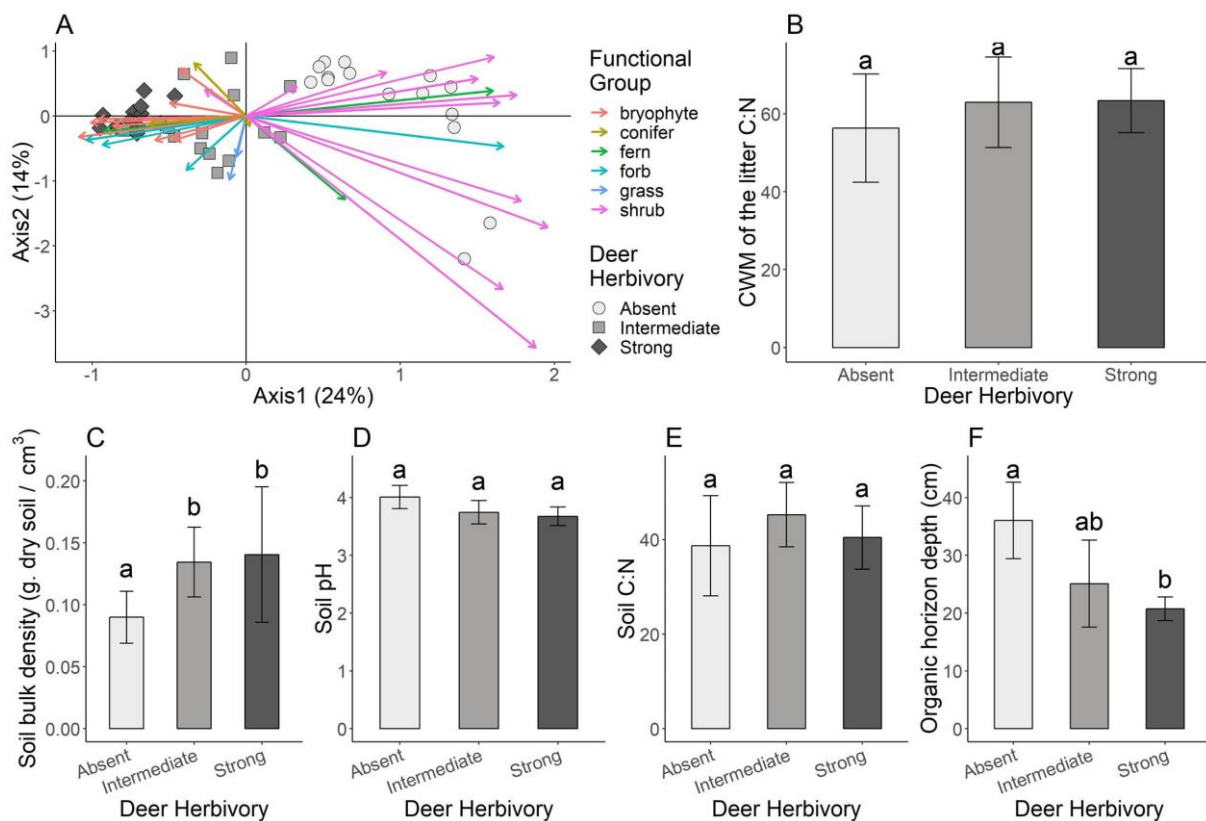 A
Axis2 (14%)
1
0
-1
-2
-3
-1
0
1
2
Axis1 (24%)
Functional
Group
bryophyte
conifer
fern
forb
grass
shrub
Deer
Herbivory
Absent
Intermediate
Strong
B
CWM of the litter C:N
60
40
20
0
a
a
a
Absent
Intermediate
Strong
Deer Herbivory
C
Soil bulk density (g. dry soil / cm³)
0.20
0.15
0.10
0.05
0.00
a
b
b
Absent
Intermediate
Strong
Deer Herbivory
D
Soil pH
4
3
2
1
0
a
a
a
Absent
Intermediate
Strong
Deer Herbivory
E
Soil C:N
40
20
0
a
a
a
Absent
Intermediate
Strong
Deer Herbivory
F
Organic horizon depth (cm)
40
30
20
10
0
a
ab
b
Absent
Intermediate
Strong
Deer Herbivory